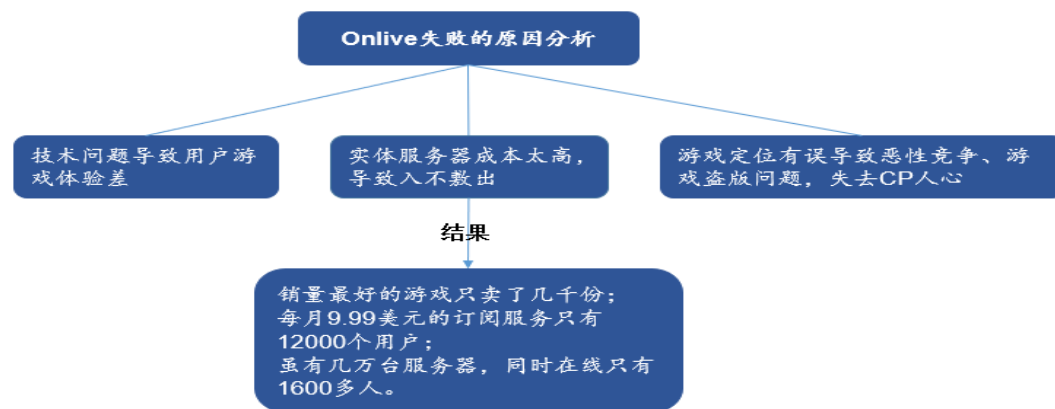 Onlive失败的原因分析
技术问题导致用户游
戏体验差
实体服务器成本太高，
导致入不敷出
游戏定位有误导致恶性竞争、游
戏盗版问题，失去CP人心
结果
销量最好的游戏只卖了几千份；
每月9.99美元的订阅服务只有
12000个用户；
虽有几万台服务器，同时在线只有
1600多人。